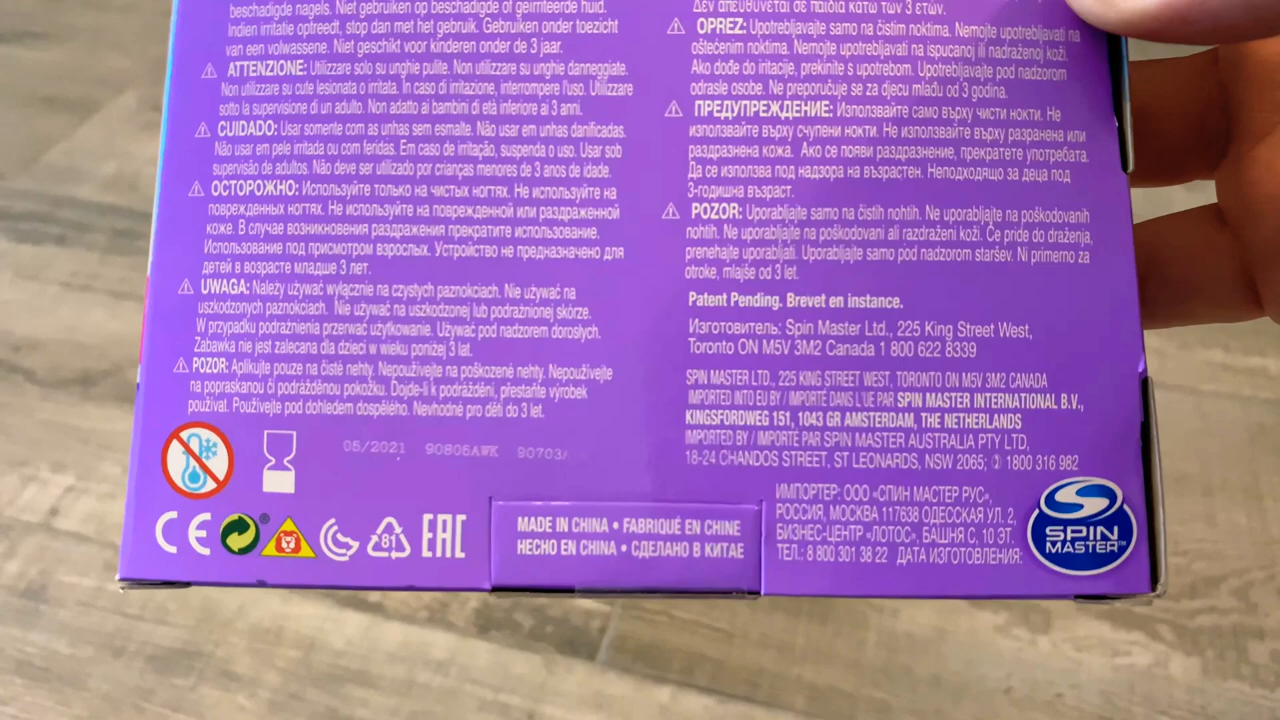 beschadigde nagels. Niet gebruiken op beschadigde of geïrriteerde huid.
Indien irritatie optreedt, stop dan met het gebruik. Gebruiken onder toezicht
van een volwassene. Niet geschikt voor kinderen onder de 3 jaar.
⚠ ATTENZIONE: Utilizzare solo su unghie pulite. Non utilizzare su unghie danneggiate.
Non utilizzare su cute lesionata o irritata. In caso di irritazione, interrompere l'uso. Utilizzare
sotto la supervisione di un adulto. Non adatto ai bambini di età inferiore ai 3 anni.
⚠ CUIDADO: Usar somente com as unhas sem esmalte. Não usar em unhas danificadas.
Não usar em pele irritada ou com feridas. Em caso de irritação, suspenda o uso. Usar sob
supervisão de adultos. Não deve ser utilizado por crianças menores de 3 anos de idade.
⚠ ОСТОРОЖНО: Используйте только на чистых ногтях. Не используйте на
поврежденных ногтях. Не используйте на поврежденной или раздраженной
коже. В случае возникновения раздражения прекратите использование.
Использование под присмотром взрослых. Устройство не предназначено для
детей в возрасте младше 3 лет.
⚠ UWAGA: Należy używać wyłącznie na czystych paznokciach. Nie używać na
uszkodzonych paznokciach. Nie używać na uszkodzonej lub podrażnionej skórze.
W przypadku podrażnienia przerwać użytkowanie. Używać pod nadzorem dorosłych.
Zabawka nie jest zalecana dla dzieci w wieku poniżej 3 lat.
⚠ POZOR: Aplikujte pouze na čisté nehty. Nepoužívejte na poškozené nehty. Nepoužívejte
na popraskanou či podrážděnou pokožku. Dojde-li k podráždění, přestaňte výrobek
používat. Používejte pod dohledem dospělého. Nevhodné pro děti do 3 let.
05/2021 90805AWK 90703/
CE
81
EAC
Δεν απευθύνεται σε παιδιά κάτω των 3 ετών.
⚠ OPREZ: Upotrebljavajte samo na čistim noktima. Nemojte upotrebljavati na
oštećenim noktima. Nemojte upotrebljavati na ispucanoj ili nadraženoj koži.
Ako dođe do iritacije, prekinite s upotrebom. Upotrebljavajte pod nadzorom
odrasle osobe. Ne preporučuje se za djecu mlađu od 3 godina.
⚠ ПРЕДУПРЕЖДЕНИЕ: Използвайте само върху чисти нокти. Не
използвайте върху счупени нокти. Не използвайте върху разранена или
раздразнена кожа. Ако се появи раздразнение, прекратете употребата.
Да се използва под надзора на възрастен. Неподходящо за деца под
3-годишна възраст.
⚠ POZOR: Uporabljajte samo na čistih nohtih. Ne uporabljajte na poškodovanih
nohtih. Ne uporabljajte na poškodovani ali razdraženi koži. Če pride do draženja,
prenehajte uporabljati. Uporabljajte samo pod nadzorom staršev. Ni primerno za
otroke, mlajše od 3 let.
Patent Pending. Brevet en instance.
Изготовитель: Spin Master Ltd., 225 King Street West,
Toronto ON M5V 3M2 Canada 1 800 622 8339
SPIN MASTER LTD., 225 KING STREET WEST, TORONTO ON M5V 3M2 CANADA
IMPORTED INTO EU BY / IMPORTÉ DANS L'UE PAR SPIN MASTER INTERNATIONAL B.V.,
KINGSFORDWEG 151, 1043 GR AMSTERDAM, THE NETHERLANDS
IMPORTED BY / IMPORTÉ PAR SPIN MASTER AUSTRALIA PTY LTD,
18-24 CHANDOS STREET, ST LEONARDS, NSW 2065; ✆ 1800 316 982
MADE IN CHINA • FABRIQUÉ EN CHINE
HECHO EN CHINA • СДЕЛАНО В КИТАЕ
ИМПОРТЕР: ООО «СПИН МАСТЕР РУС»,
РОССИЯ, МОСКВА 117638 ОДЕССКАЯ УЛ. 2,
БИЗНЕС-ЦЕНТР «ЛОТОС», БАШНЯ С, 10 ЭТ.
ТЕЛ.: 8 800 301 38 22 ДАТА ИЗГОТОВЛЕНИЯ:
SPIN
MASTER™